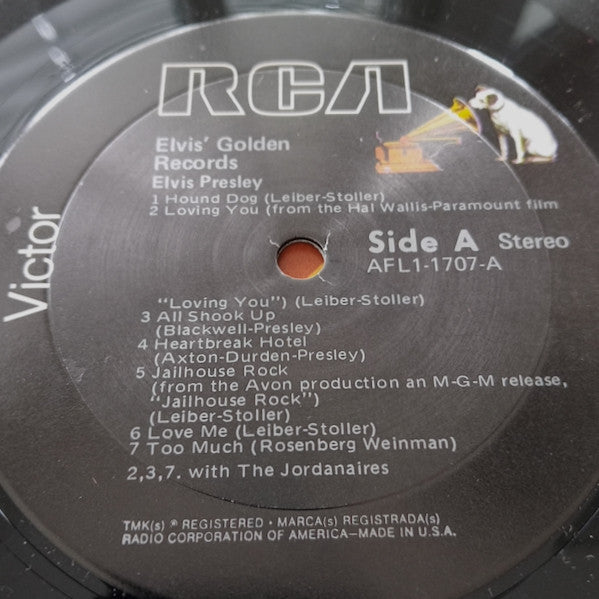 RCA
Victor
Elvis' Golden
Records
Elvis Presley
1 Hound Dog (Leiber-Stoller)
2 Loving You (from the Hal Wallis-Paramount film
Side A Stereo
AFL1-1707-A
"Loving You") (Leiber-Stoller)
3 All Shook Up
(Blackwell-Presley)
4 Heartbreak Hotel
(Axton-Durden-Presley)
5 Jailhouse Rock
(from the Avon production an M-G-M release,
"Jailhouse Rock")
(Leiber-Stoller)
6 Love Me (Leiber-Stoller)
7 Too Much (Rosenberg Weinman)
2,3,7. with The Jordanaires
TMK(s) ® REGISTERED • MARCA(s) REGISTRADA(s)
RADIO CORPORATION OF AMERICA—MADE IN U.S.A.